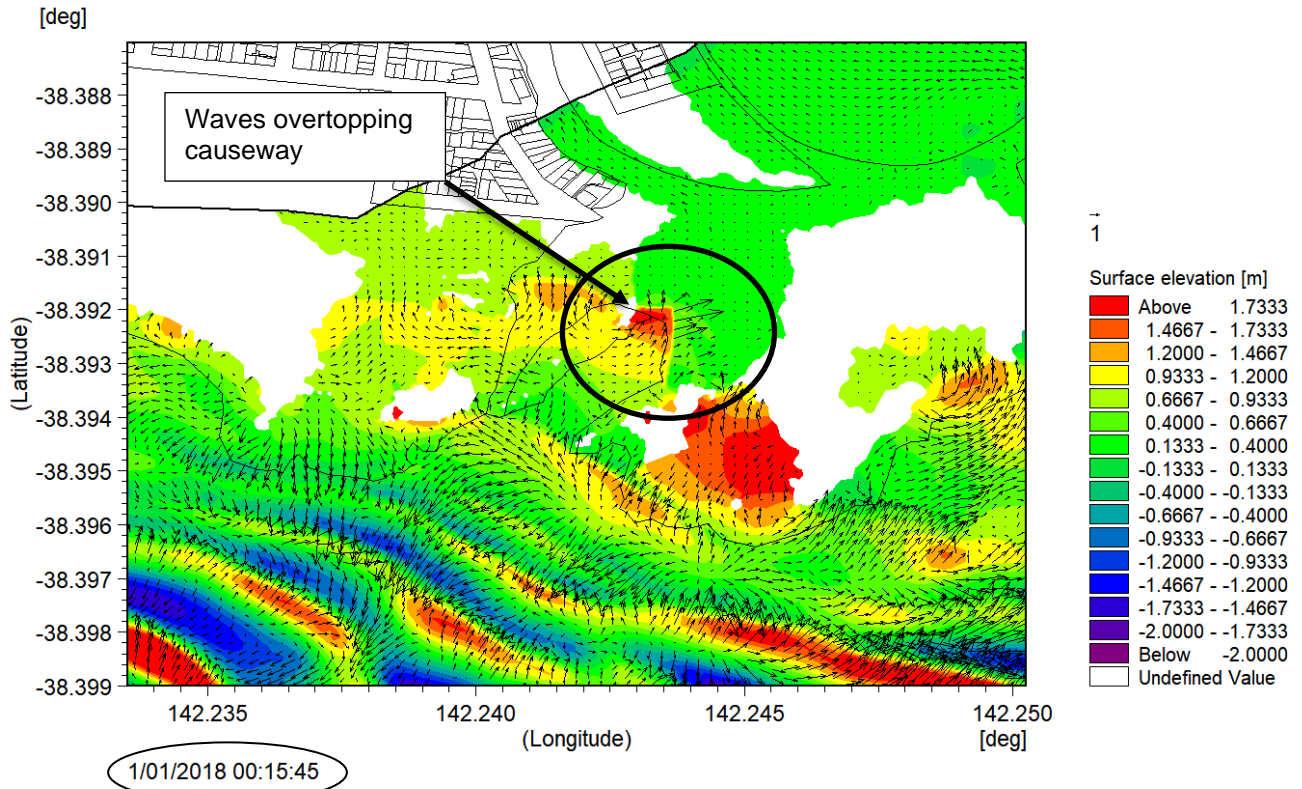 [deg]
-38.388
-38.389
-38.390
-38.391
-38.392
-38.393
-38.394
-38.395
-38.396
-38.397
-38.398
-38.399
(Latitude)
Waves overtopping
causeway
142.235
142.240
142.245
142.250
(Longitude)
[deg]
1/01/2018 00:15:45
1
Surface elevation [m]
Above 1.7333
1.4667 - 1.7333
1.2000 - 1.4667
0.9333 - 1.2000
0.6667 - 0.9333
0.4000 - 0.6667
0.1333 - 0.4000
-0.1333 - 0.1333
-0.4000 - -0.1333
-0.6667 - -0.4000
-0.9333 - -0.6667
-1.2000 - -0.9333
-1.4667 - -1.2000
-1.7333 - -1.4667
-2.0000 - -1.7333
Below -2.0000
Undefined Value